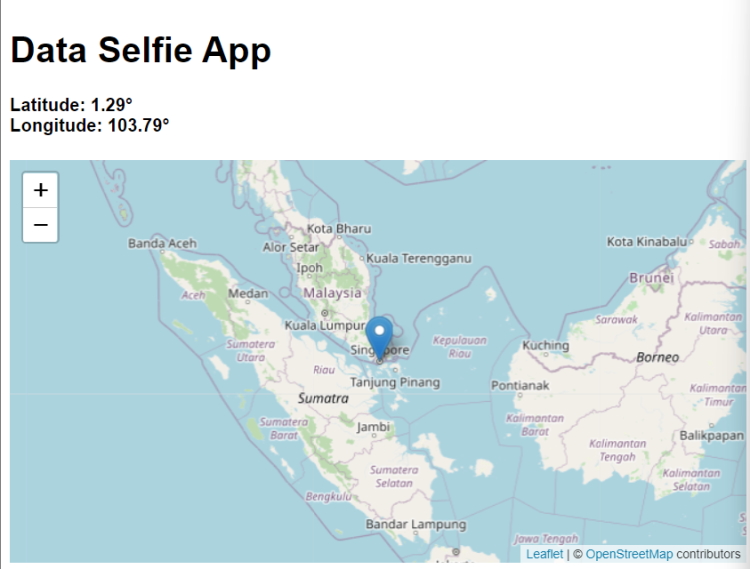 Data Selfie App
Latitude: 1.29°
Longitude: 103.79°
+
−
Kota Bharu
Banda Aceh
Alor Setar
Kota Kinabalu
Sabah
Kuala Terengganu
Ipoh
Brunei
Aceh
Medan
Malaysia
Kuala Lumpur
Sarawak
Kalimantan
Utara
Sumatera
Utara
Singapore
Kepulauan
Riau
Kuching
Borneo
Riau
Tanjung Pinang
Pontianak
Kalimantan
Timur
Sumatra
Sumatera
Barat
Jambi
Kalimantan
Barat
Balikpapan
Kalimantan
Tengah
Sumatera
Selatan
Kalimantan
Selatan
Bengkulu
Bandar Lampung
Jawa Tengah
Leaflet | © OpenStreetMap contributors